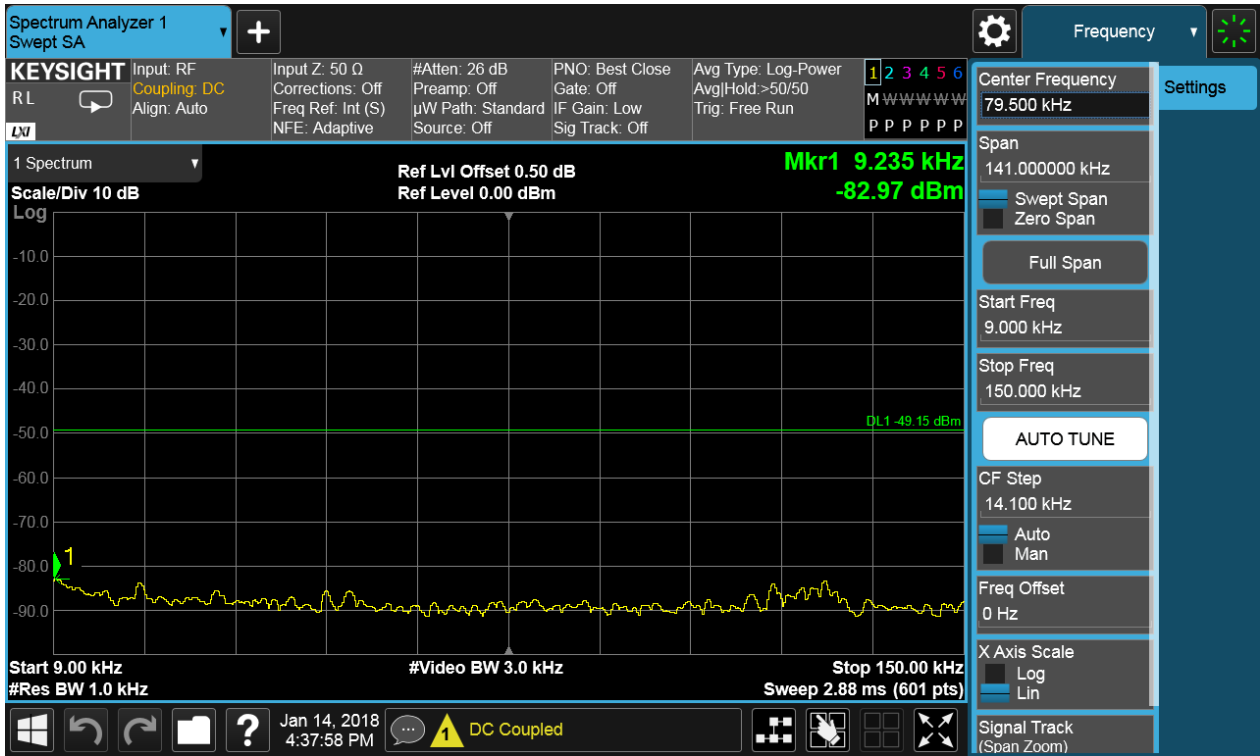 Spectrum Analyzer 1
Swept SA
+
Frequency
KEYSIGHT
RL
LXI
Input: RF
Coupling: DC
Align: Auto
Input Z: 50 Ω
Corrections: Off
Freq Ref: Int (S)
NFE: Adaptive
#Atten: 26 dB
Preamp: Off
µW Path: Standard
Source: Off
PNO: Best Close
Gate: Off
IF Gain: Low
Sig Track: Off
Avg Type: Log-Power
Avg|Hold:>50/50
Trig: Free Run
1 2 3 4 5 6
M W W W W W
P P P P P P
1 Spectrum
Scale/Div 10 dB
Log
Ref Lvl Offset 0.50 dB
Ref Level 0.00 dBm
Mkr1 9.235 kHz
-82.97 dBm
-10.0
-20.0
-30.0
-40.0
DL1 -49.15 dBm
-50.0
-60.0
-70.0
1
-80.0
-90.0
Start 9.00 kHz
#Res BW 1.0 kHz
#Video BW 3.0 kHz
Stop 150.00 kHz
Sweep 2.88 ms (601 pts)
Center Frequency
79.500 kHz
Span
141.000000 kHz
Swept Span
Zero Span
Full Span
Start Freq
9.000 kHz
Stop Freq
150.000 kHz
AUTO TUNE
CF Step
14.100 kHz
Auto
Man
Freq Offset
0 Hz
X Axis Scale
Log
Lin
Signal Track
(Span Zoom)
Settings
?
Jan 14, 2018
4:37:58 PM
1
DC Coupled